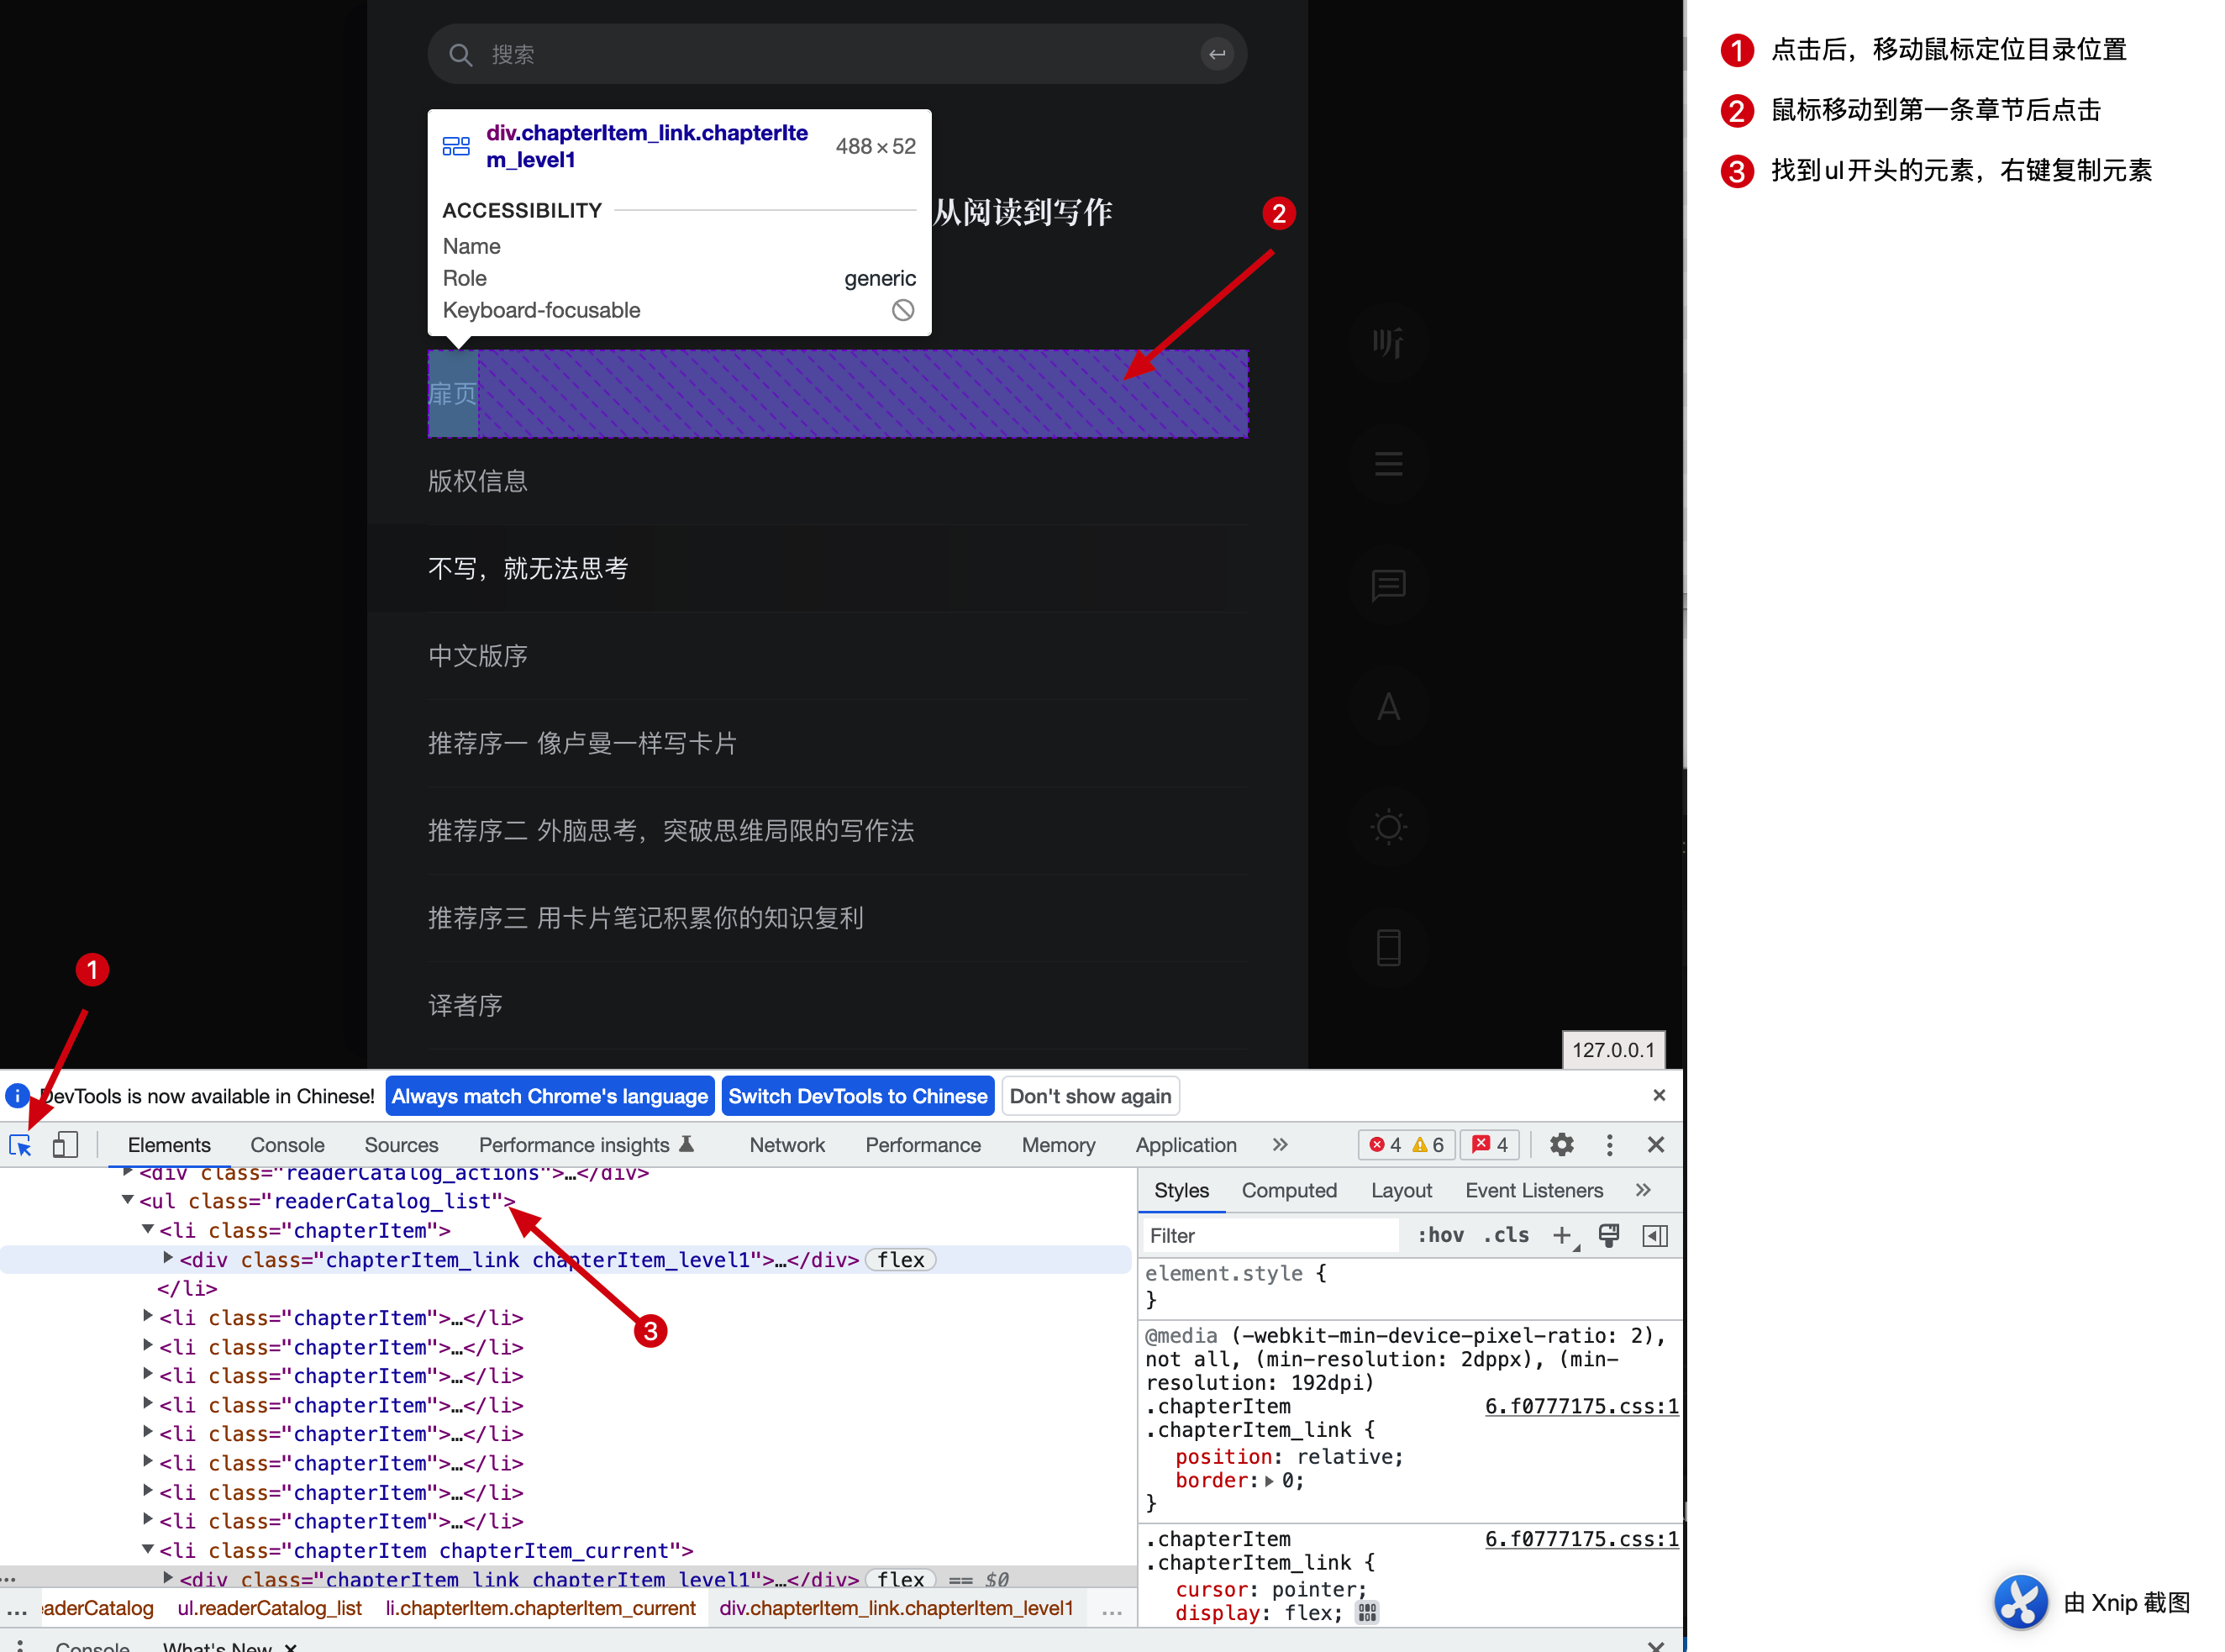 搜索
div.chapterItem_link.chapterIte
m_level1
488 × 52
ACCESSIBILITY
Name
Role generic
Keyboard-focusable
从阅读到写作
2
扉页
版权信息
不写，就无法思考
中文版序
推荐序一 像卢曼一样写卡片
推荐序二 外脑思考，突破思维局限的写作法
推荐序三 用卡片笔记积累你的知识复利
译者序
听
A
1
127.0.0.1
1 点击后，移动鼠标定位目录位置
2 鼠标移动到第一条章节后点击
3 找到ul开头的元素，右键复制元素
DevTools is now available in Chinese! Always match Chrome's language Switch DevTools to Chinese Don't show again ×
Elements Console Sources Performance insights Network Performance Memory Application » 4 6 4
<div class="readerCatalog_actions">…</div>
<ul class="readerCatalog_list">
<li class="chapterItem">
<div class="chapterItem_link chapterItem_level1">…</div> flex
</li>
<li class="chapterItem">…</li>
3
<li class="chapterItem">…</li>
<li class="chapterItem">…</li>
<li class="chapterItem">…</li>
<li class="chapterItem">…</li>
<li class="chapterItem">…</li>
<li class="chapterItem">…</li>
<li class="chapterItem">…</li>
<li class="chapterItem chapterItem_current">
<div class="chapterItem_link chapterItem_level1">…</div> flex == $0
… eaderCatalog ul.readerCatalog_list li.chapterItem.chapterItem_current div.chapterItem_link.chapterItem_level1 …
Console What's New ×
Styles Computed Layout Event Listeners »
Filter :hov .cls +
element.style {
}
@media (-webkit-min-device-pixel-ratio: 2),
not all, (min-resolution: 2dppx), (min-
resolution: 192dpi)
.chapterItem 6.f0777175.css:1
.chapterItem_link {
position: relative;
border: 0;
}
.chapterItem 6.f0777175.css:1
.chapterItem_link {
cursor: pointer;
display: flex;
由 Xnip 截图